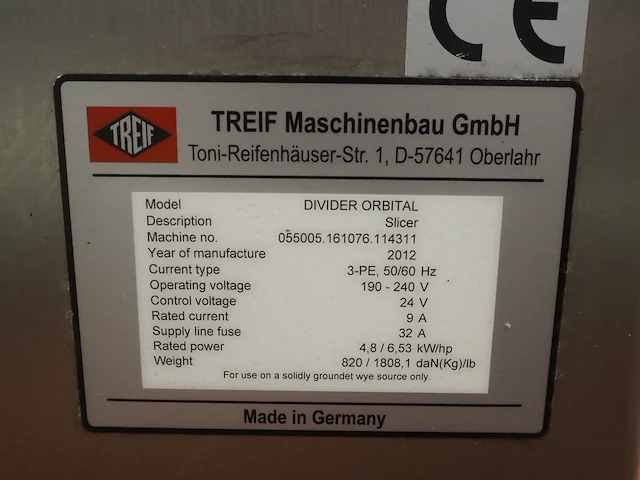 CE
TREIF
TREIF Maschinenbau GmbH
Toni-Reifenhäuser-Str. 1, D-57641 Oberlahr
Model DIVIDER ORBITAL
Description Slicer
Machine no. 055005.161076.114311
Year of manufacture 2012
Current type 3-PE, 50/60 Hz
Operating voltage 190 - 240 V
Control voltage 24 V
Rated current 9 A
Supply line fuse 32 A
Rated power 4,8 / 6,53 kW/hp
Weight 820 / 1808,1 daN(Kg)/lb
For use on a solidly groundet wye source only.
Made in Germany